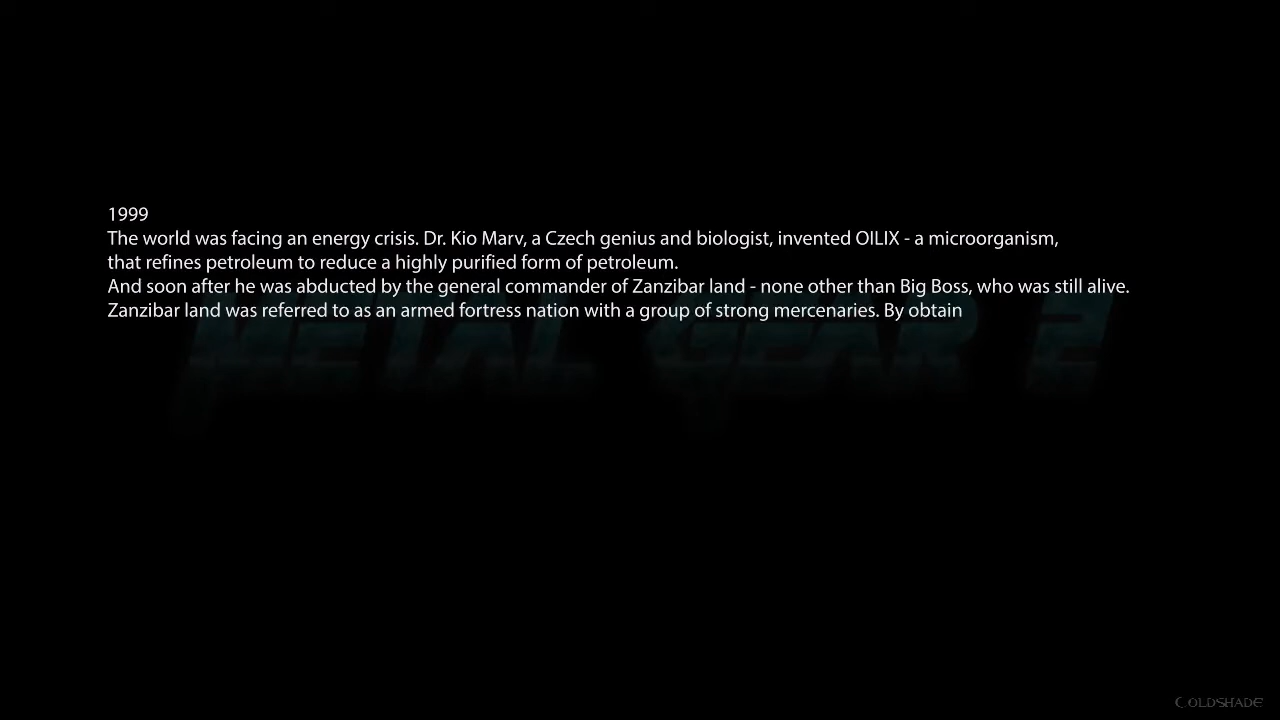 1999
The world was facing an energy crisis. Dr. Kio Marv, a Czech genius and biologist, invented OILIX - a microorganism,
that refines petroleum to reduce a highly purified form of petroleum.
And soon after he was abducted by the general commander of Zanzibar land - none other than Big Boss, who was still alive.
Zanzibar land was referred to as an armed fortress nation with a group of strong mercenaries. By obtain
METAL GEAR 2
COLDSHADE